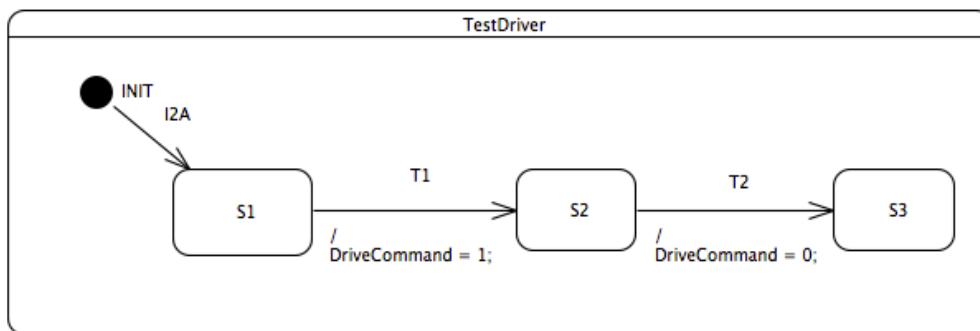 TestDriver
INIT
I2A
S1
T1
/
DriveCommand = 1;
S2
T2
/
DriveCommand = 0;
S3